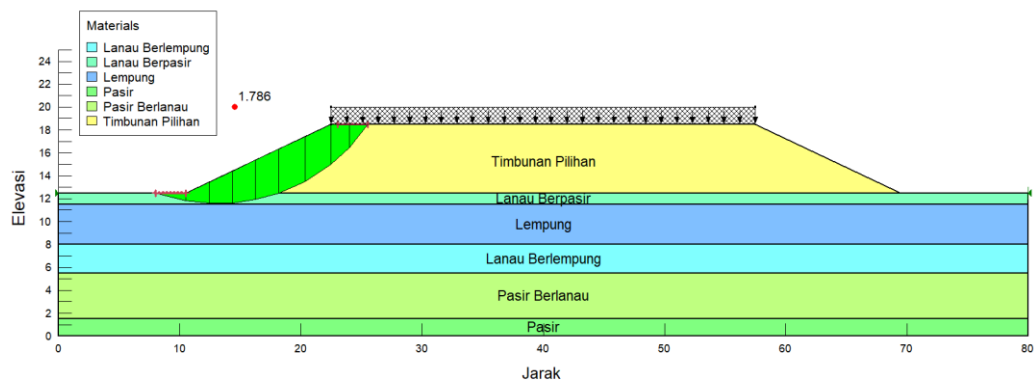 Materials
Lanau Berlempung
Lanau Berpasir
Lempung
Pasir
Pasir Berlanau
Timbunan Pilihan
1.786
Elevasi
24
22
20
18
16
14
12
10
8
6
4
2
0
Timbunan Pilihan
Lanau Berpasir
Lempung
Lanau Berlempung
Pasir Berlanau
Pasir
0 10 20 30 40 50 60 70 80
Jarak